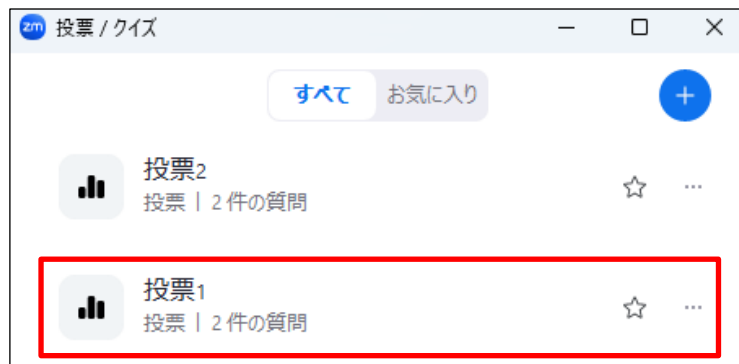 zm 投票 / クイズ
すべて お気に入り
投票2
投票 | 2 件の質問
投票1
投票 | 2 件の質問